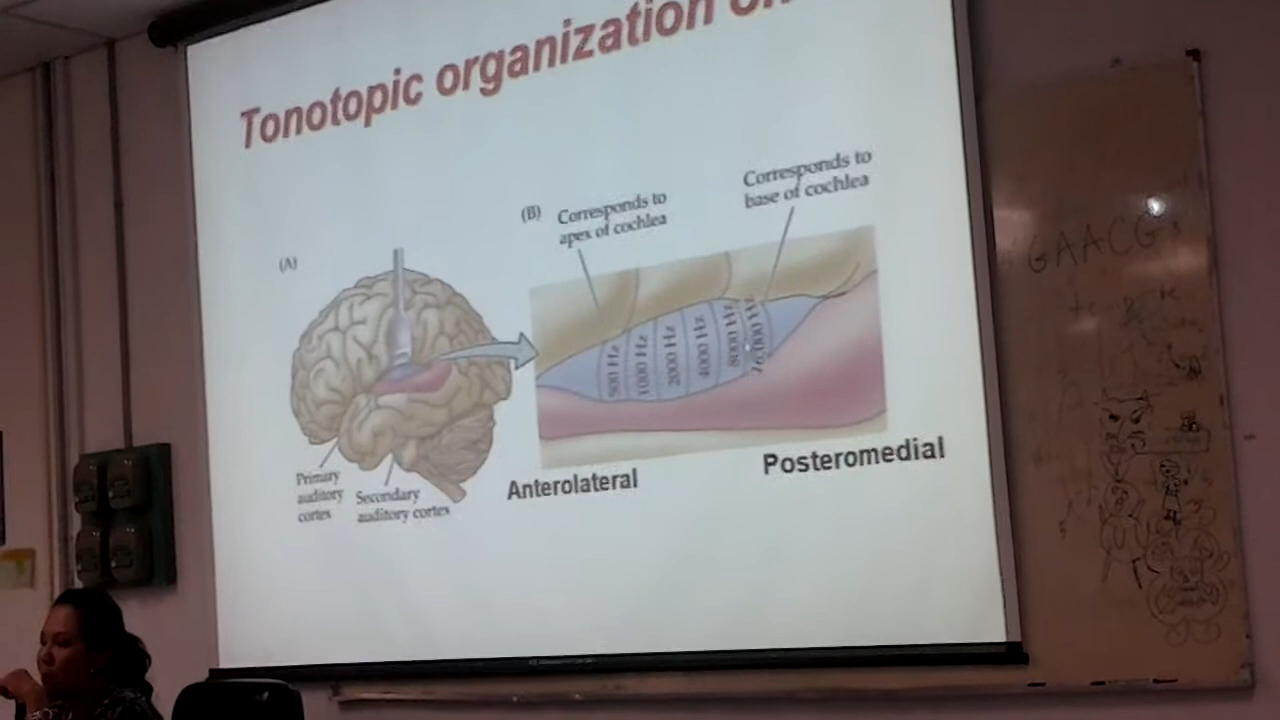 Tonotopic organization
(A)
(B)
Corresponds to
apex of cochlea
Corresponds to
base of cochlea
500 Hz
1000 Hz
2000 Hz
4000 Hz
8000 Hz
16,000 Hz
Primary
auditory
cortex
Secondary
auditory cortex
Anterolateral
Posteromedial
GAACG